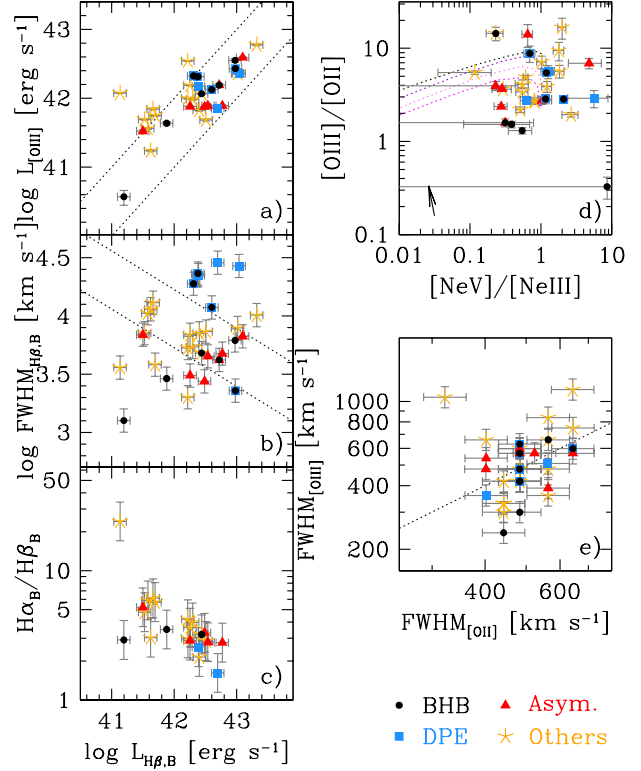 log L[OIII] [erg s⁻¹]
43
42
41
a)
log FWHMHβ,B [km s⁻¹]
4.5
4
3.5
3
b)
Hα_B/Hβ_B
50
10
5
1
c)
41 42 43
log LHβ,B [erg s⁻¹]
[OIII]/[OII]
10
1
0.1
d)
0.01 0.1 1 10
[NeV]/[NeIII]
FWHM[OIII] [km s⁻¹]
1000
800
600
400
200
e)
400 600
FWHM[OII] [km s⁻¹]
BHB Asym.
DPE Others